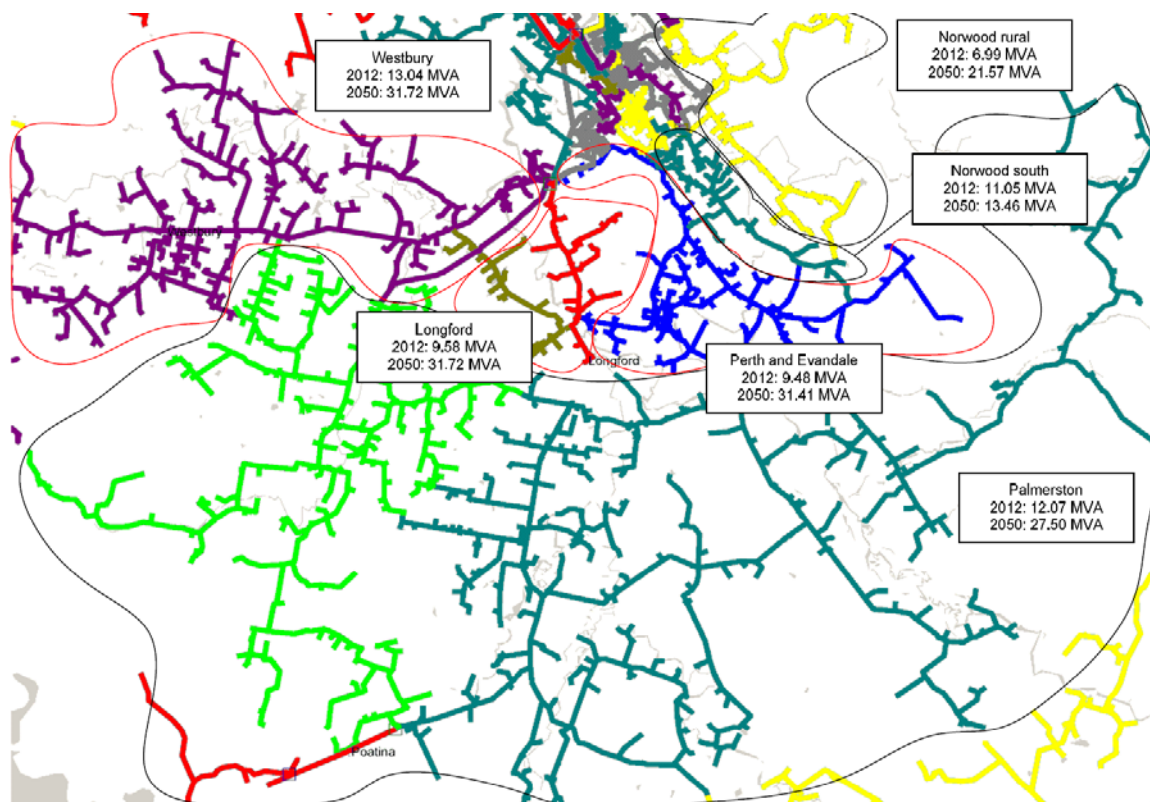 Westbury
2012: 13.04 MVA
2050: 31.72 MVA
Norwood rural
2012: 6.99 MVA
2050: 21.57 MVA
Norwood south
2012: 11.05 MVA
2050: 13.46 MVA
Westbury
Longford
2012: 9.58 MVA
2050: 31.72 MVA
Longford
Perth and Evandale
2012: 9.48 MVA
2050: 31.41 MVA
Palmerston
2012: 12.07 MVA
2050: 27.50 MVA
Poatina